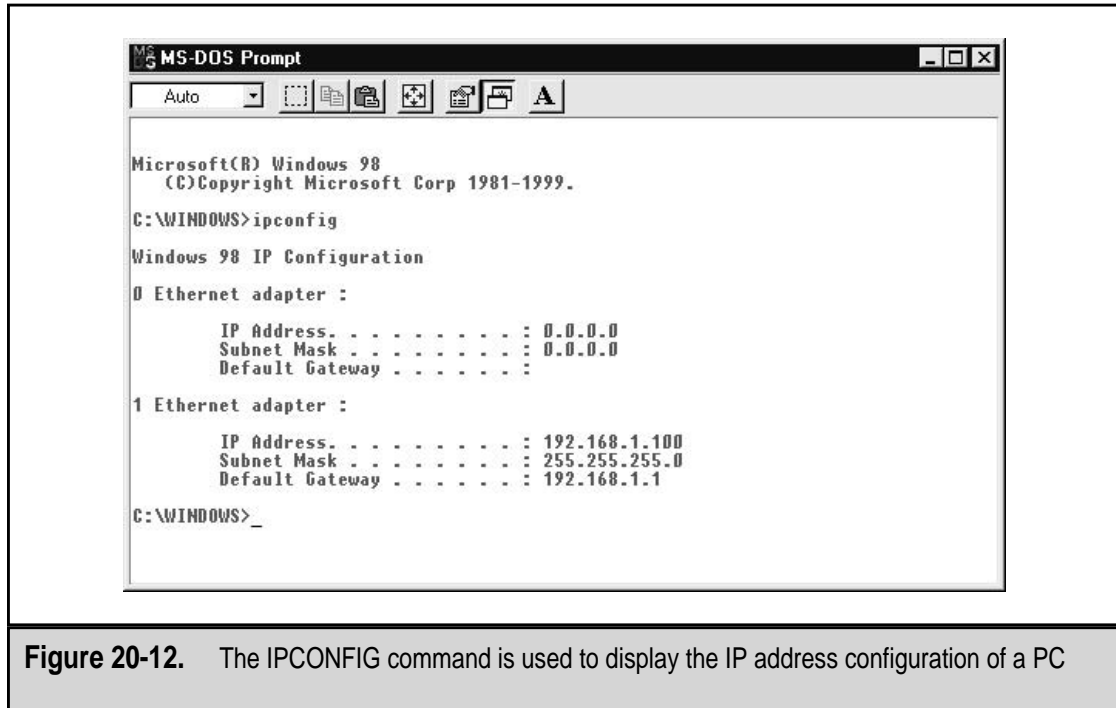 MS-DOS Prompt
Auto
A
Microsoft(R) Windows 98
(C)Copyright Microsoft Corp 1981-1999.
C:\WINDOWS>ipconfig
Windows 98 IP Configuration
0 Ethernet adapter :
IP Address. . . . . . . . . : 0.0.0.0
Subnet Mask . . . . . . . . : 0.0.0.0
Default Gateway . . . . . . :
1 Ethernet adapter :
IP Address. . . . . . . . . : 192.168.1.100
Subnet Mask . . . . . . . . : 255.255.255.0
Default Gateway . . . . . . : 192.168.1.1
C:\WINDOWS>_
Figure 20-12. The IPCONFIG command is used to display the IP address configuration of a PC